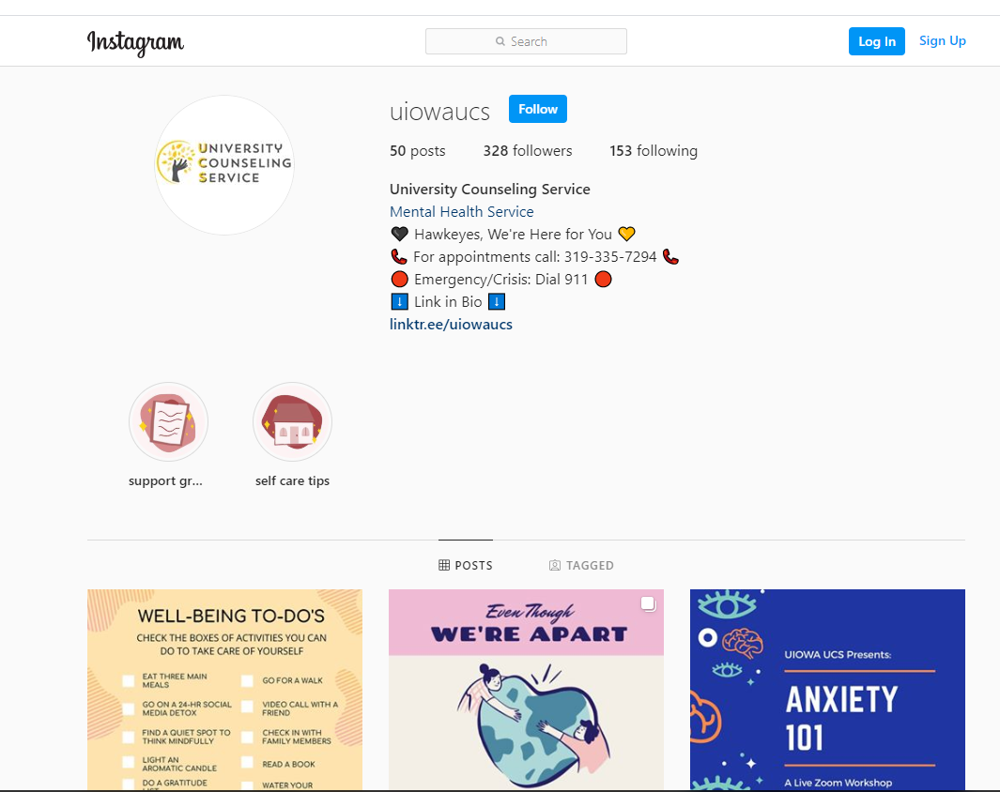 Instagram
Search
Log In
Sign Up
UNIVERSITY
COUNSELING
SERVICE
uiowaucs
Follow
50 posts 328 followers 153 following
University Counseling Service
Mental Health Service
🖤 Hawkeyes, We're Here for You 💛
📞 For appointments call: 319-335-7294 📞
🔴 Emergency/Crisis: Dial 911 🔴
⬇️ Link in Bio ⬇️
linktr.ee/uiowaucs
support gr...
self care tips
POSTS
TAGGED
WELL-BEING TO-DO'S
CHECK THE BOXES OF ACTIVITIES YOU CAN
DO TO TAKE CARE OF YOURSELF
EAT THREE MAIN
MEALS
GO ON A 24-HR SOCIAL
MEDIA DETOX
FIND A QUIET SPOT TO
THINK MINDFULLY
LIGHT AN
AROMATIC CANDLE
DO A GRATITUDE
GO FOR A WALK
VIDEO CALL WITH A
FRIEND
CHECK IN WITH
FAMILY MEMBERS
READ A BOOK
WATER YOUR
Even Though
WE'RE APART
UIOWA UCS Presents:
ANXIETY
101
A Live Zoom Workshop